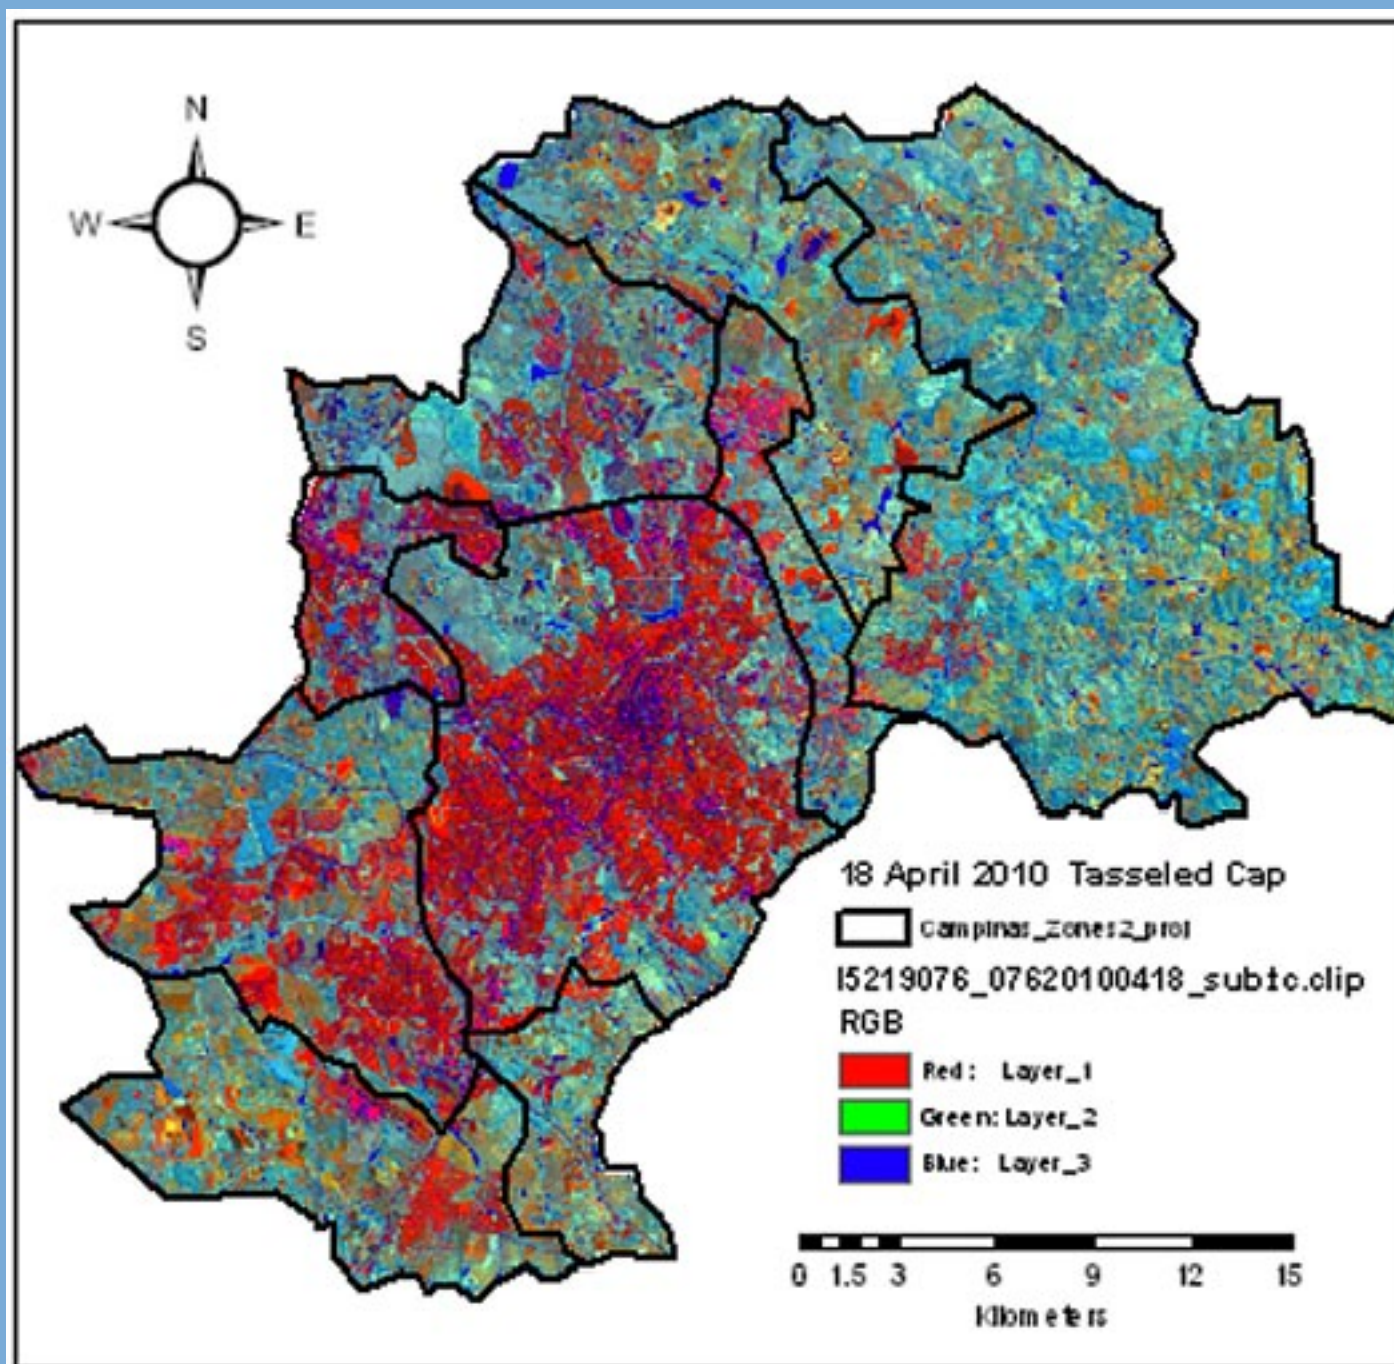 N
W E
S
18 April 2010 Tasseled Cap
Campinas_Zones2_proj
l5219076_07620100418_subtc.clip
RGB
Red: Layer_1
Green: Layer_2
Blue: Layer_3
0 1.5 3 6 9 12 15
Kilometers